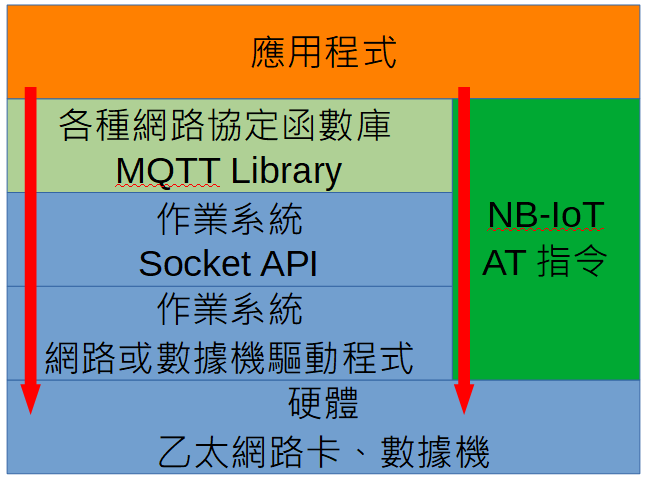 應用程式
各種網路協定函數庫
MQTT Library
作業系統
Socket API
NB-IoT
AT 指令
作業系統
網路或數據機驅動程式
硬體
乙太網路卡、數據機